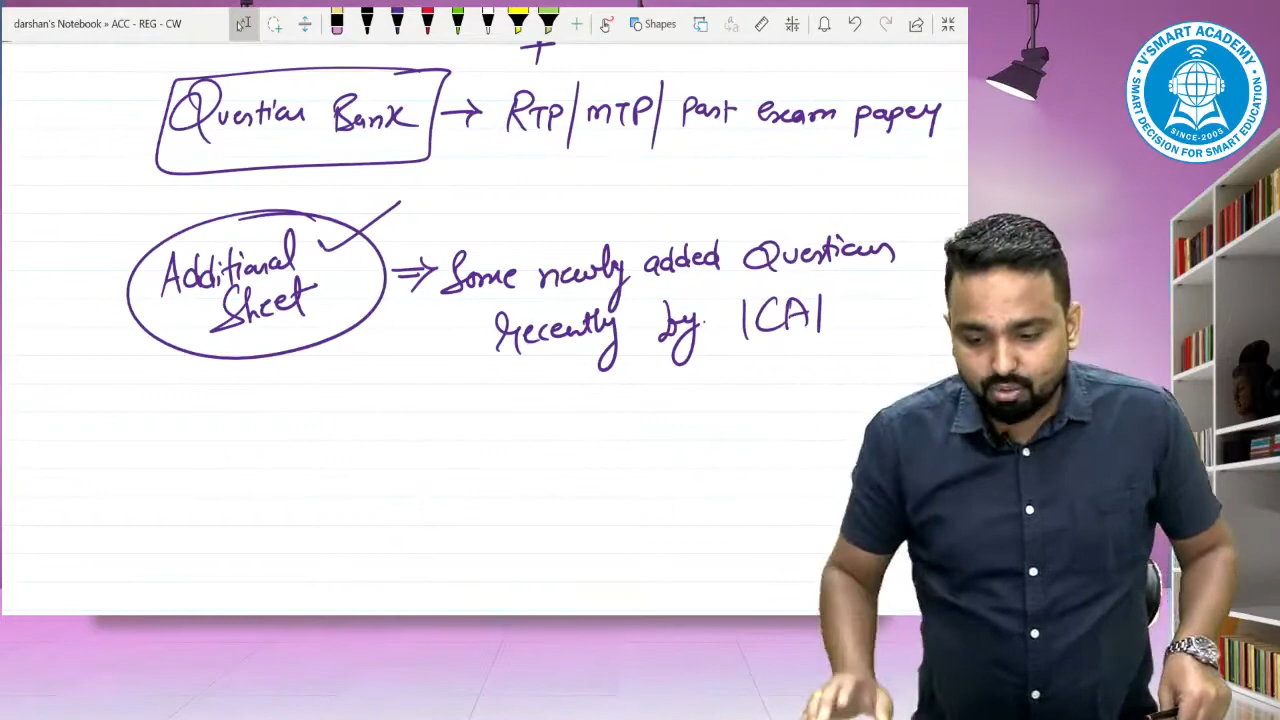 darshan's Notebook » ACC - REG - CW
Shapes
+
Question Bank → RTP/MTP/ past exam paper
Additional Sheet ⇒ Some newly added Questions
recently by ICAI
V'SMART ACADEMY
SINCE-2005
SMART DECISION FOR SMART EDUCATION